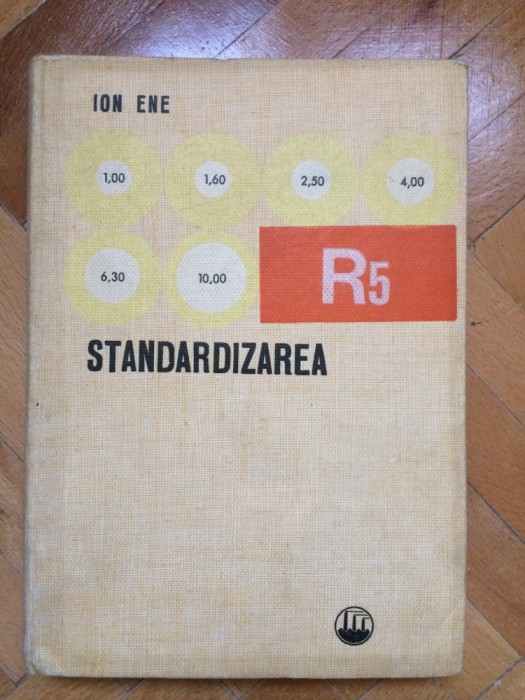 ION ENE
1,00 1,60 2,50 4,00
6,30 10,00 R5
STANDARDIZAREA